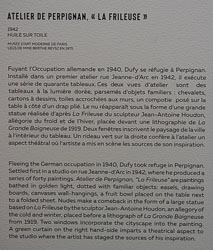 ATELIER DE PERPIGNAN, « LA FRILEUSE »
1942
HUILE SUR TOILE
MUSÉE D'ART MODERNE DE PARIS
LEGS DE MME BERTHE REYSZ EN 1975
Fuyant l'Occupation allemande en 1940, Dufy se réfugie à Perpignan.
Installé dans un premier atelier rue Jeanne-d'Arc en 1942, il exécute
une série de quarante tableaux. Ces deux vues d'atelier sont des
tableaux à la lumière dorée, parsemés d'objets familiers : chevalets,
cartons à dessins, toiles accrochées aux murs, un compotier posé sur la
table à côté d'un drap plié. Le nu réapparaît sous la forme d'une grande
statue réalisée d'après La Frileuse du sculpteur Jean-Antoine Houdon,
allégorie du froid et de l'hiver, placée devant une lithographie de La
Grande Baigneuse de 1919. Deux fenêtres inscrivent le paysage de la ville
à l'intérieur du tableau. Un rideau vert sur la droite confère à l'atelier un
aspect théâtral où l'artiste a mis en scène les sources de son inspiration.
Fleeing the German occupation in 1940, Dufy took refuge in Perpignan.
Settled first in a studio on rue Jeanne-d'Arc in 1942, where he produced a
series of forty paintings. Atelier de Perpignan, "La Frileuse" are paintings
bathed in golden light, dotted with familiar objects: easels, drawing
boards, canvases wall-hangings, a fruit bowl placed on the table next
to a folded sheet. Nudes make a comeback in the form of a large statue
based on La Frileuse by the sculptor Jean-Antoine Houdon, an allegory of
the cold and winter, placed before a lithograph of La Grande Baigneuse
from 1919. Two windows incorporate the cityscape into the painting.
A green curtain on the right hand-side imparts a theatrical aspect to the
studio where the artist has staged the sources of his inspiration.